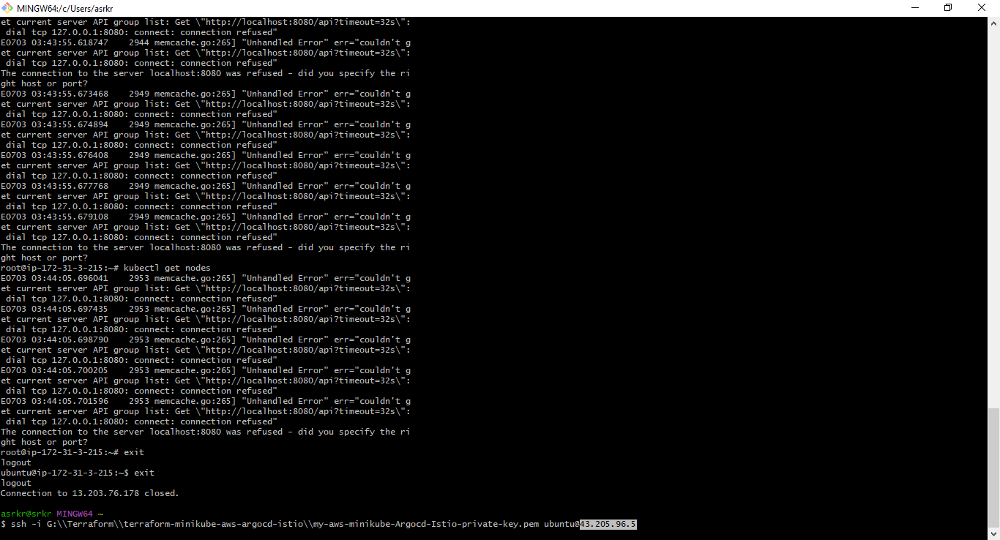 MINGW64:/c/Users/asrkr
et current server API group list: Get \"http://localhost:8080/api?timeout=32s\":
 dial tcp 127.0.0.1:8080: connect: connection refused"
E0703 03:43:55.618747    2944 memcache.go:265] "Unhandled Error" err="couldn't g
et current server API group list: Get \"http://localhost:8080/api?timeout=32s\":
 dial tcp 127.0.0.1:8080: connect: connection refused"
The connection to the server localhost:8080 was refused - did you specify the ri
ght host or port?
E0703 03:43:55.673468    2949 memcache.go:265] "Unhandled Error" err="couldn't g
et current server API group list: Get \"http://localhost:8080/api?timeout=32s\":
 dial tcp 127.0.0.1:8080: connect: connection refused"
E0703 03:43:55.674894    2949 memcache.go:265] "Unhandled Error" err="couldn't g
et current server API group list: Get \"http://localhost:8080/api?timeout=32s\":
 dial tcp 127.0.0.1:8080: connect: connection refused"
E0703 03:43:55.676408    2949 memcache.go:265] "Unhandled Error" err="couldn't g
et current server API group list: Get \"http://localhost:8080/api?timeout=32s\":
 dial tcp 127.0.0.1:8080: connect: connection refused"
E0703 03:43:55.677768    2949 memcache.go:265] "Unhandled Error" err="couldn't g
et current server API group list: Get \"http://localhost:8080/api?timeout=32s\":
 dial tcp 127.0.0.1:8080: connect: connection refused"
E0703 03:43:55.679108    2949 memcache.go:265] "Unhandled Error" err="couldn't g
et current server API group list: Get \"http://localhost:8080/api?timeout=32s\":
 dial tcp 127.0.0.1:8080: connect: connection refused"
The connection to the server localhost:8080 was refused - did you specify the ri
ght host or port?
root@ip-172-31-3-215:~# kubectl get nodes
E0703 03:44:05.696041    2953 memcache.go:265] "Unhandled Error" err="couldn't g
et current server API group list: Get \"http://localhost:8080/api?timeout=32s\":
 dial tcp 127.0.0.1:8080: connect: connection refused"
E0703 03:44:05.697435    2953 memcache.go:265] "Unhandled Error" err="couldn't g
et current server API group list: Get \"http://localhost:8080/api?timeout=32s\":
 dial tcp 127.0.0.1:8080: connect: connection refused"
E0703 03:44:05.698790    2953 memcache.go:265] "Unhandled Error" err="couldn't g
et current server API group list: Get \"http://localhost:8080/api?timeout=32s\":
 dial tcp 127.0.0.1:8080: connect: connection refused"
E0703 03:44:05.700205    2953 memcache.go:265] "Unhandled Error" err="couldn't g
et current server API group list: Get \"http://localhost:8080/api?timeout=32s\":
 dial tcp 127.0.0.1:8080: connect: connection refused"
E0703 03:44:05.701596    2953 memcache.go:265] "Unhandled Error" err="couldn't g
et current server API group list: Get \"http://localhost:8080/api?timeout=32s\":
 dial tcp 127.0.0.1:8080: connect: connection refused"
The connection to the server localhost:8080 was refused - did you specify the ri
ght host or port?
root@ip-172-31-3-215:~# exit
logout
ubuntu@ip-172-31-3-215:~$ exit
logout
Connection to 13.203.76.178 closed.
asrkr@srkr MINGW64 ~
$ ssh -i G:\\Terraform\\terraform-minikube-aws-argocd-istio\\my-aws-minikube-Argocd-Istio-private-key.pem ubuntu@43.205.96.5